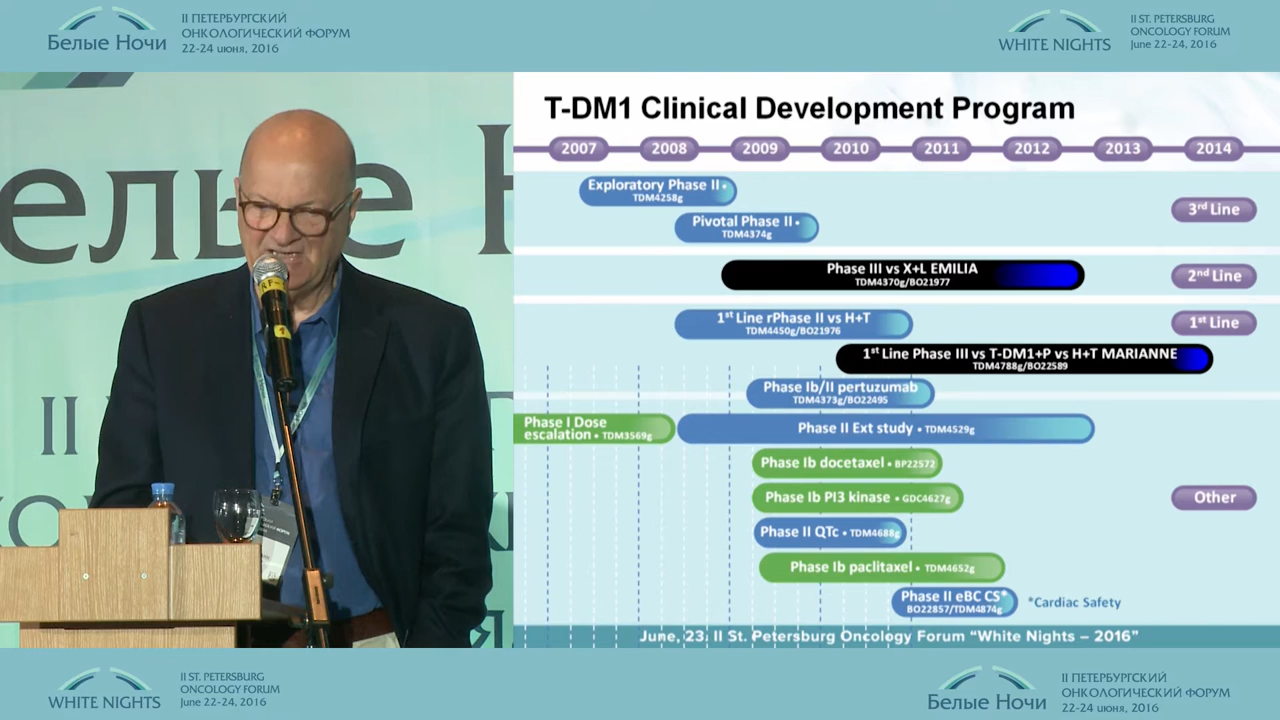 Белые Ночи
II ПЕТЕРБУРГСКИЙ
ОНКОЛОГИЧЕСКИЙ ФОРУМ
22-24 июня, 2016
WHITE NIGHTS
II ST. PETERSBURG
ONCOLOGY FORUM
June 22-24, 2016
елые
II
T-DM1 Clinical Development Program
2007 2008 2009 2010 2011 2012 2013 2014
Exploratory Phase II •
TDM4258g
Pivotal Phase II •
TDM4374g
3rd Line
Phase III vs X+L EMILIA
TDM4370g/BO21977
2nd Line
1st Line rPhase II vs H+T
TDM4450g/BO21976
1st Line
1st Line Phase III vs T-DM1+P vs H+T MARIANNE
TDM4788g/BO22589
Phase Ib/II pertuzumab
TDM4373g/BO22495
Phase I Dose
escalation • TDM3569g
Phase II Ext study • TDM4529g
Phase Ib docetaxel • BP22572
Phase Ib PI3 kinase • GDC4627g
Other
Phase II QTc • TDM4688g
Phase Ib paclitaxel • TDM4652g
Phase II eBC CS*
BO22857/TDM4874g
*Cardiac Safety
June, 23. II St. Petersburg Oncology Forum “White Nights – 2016”
WHITE NIGHTS
II ST. PETERSBURG
ONCOLOGY FORUM
June 22-24, 2016
Белые Ночи
II ПЕТЕРБУРГСКИЙ
ОНКОЛОГИЧЕСКИЙ ФОРУМ
22-24 июня, 2016